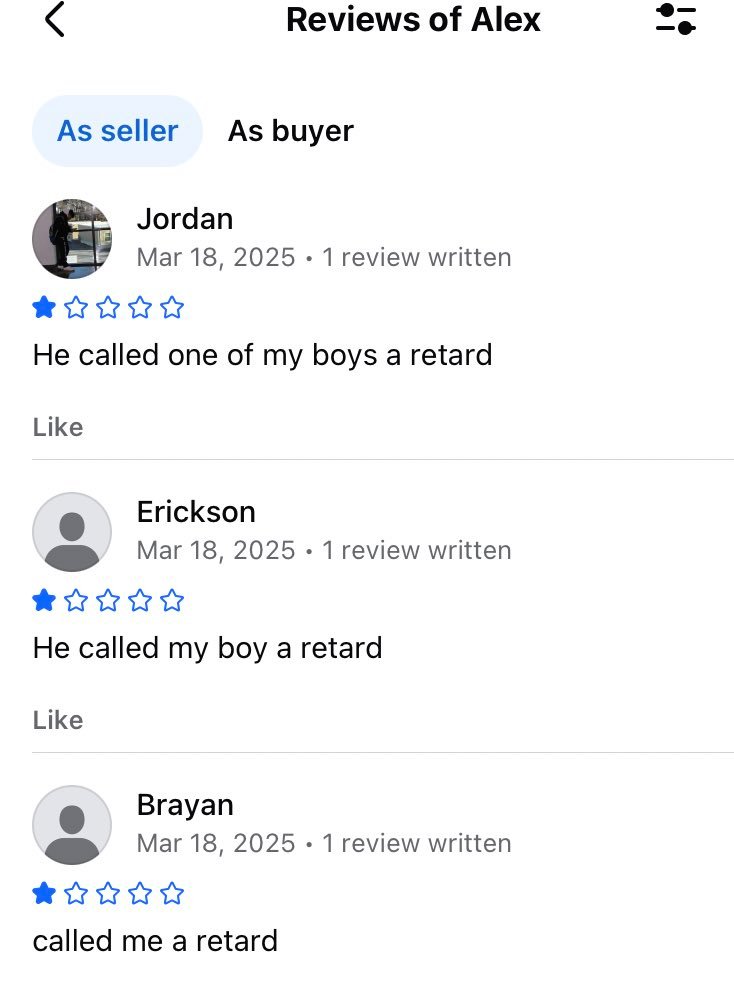 Reviews of Alex
As seller As buyer
Jordan
Mar 18, 2025 • 1 review written
He called one of my boys a retard
Like
Erickson
Mar 18, 2025 • 1 review written
He called my boy a retard
Like
Brayan
Mar 18, 2025 • 1 review written
called me a retard